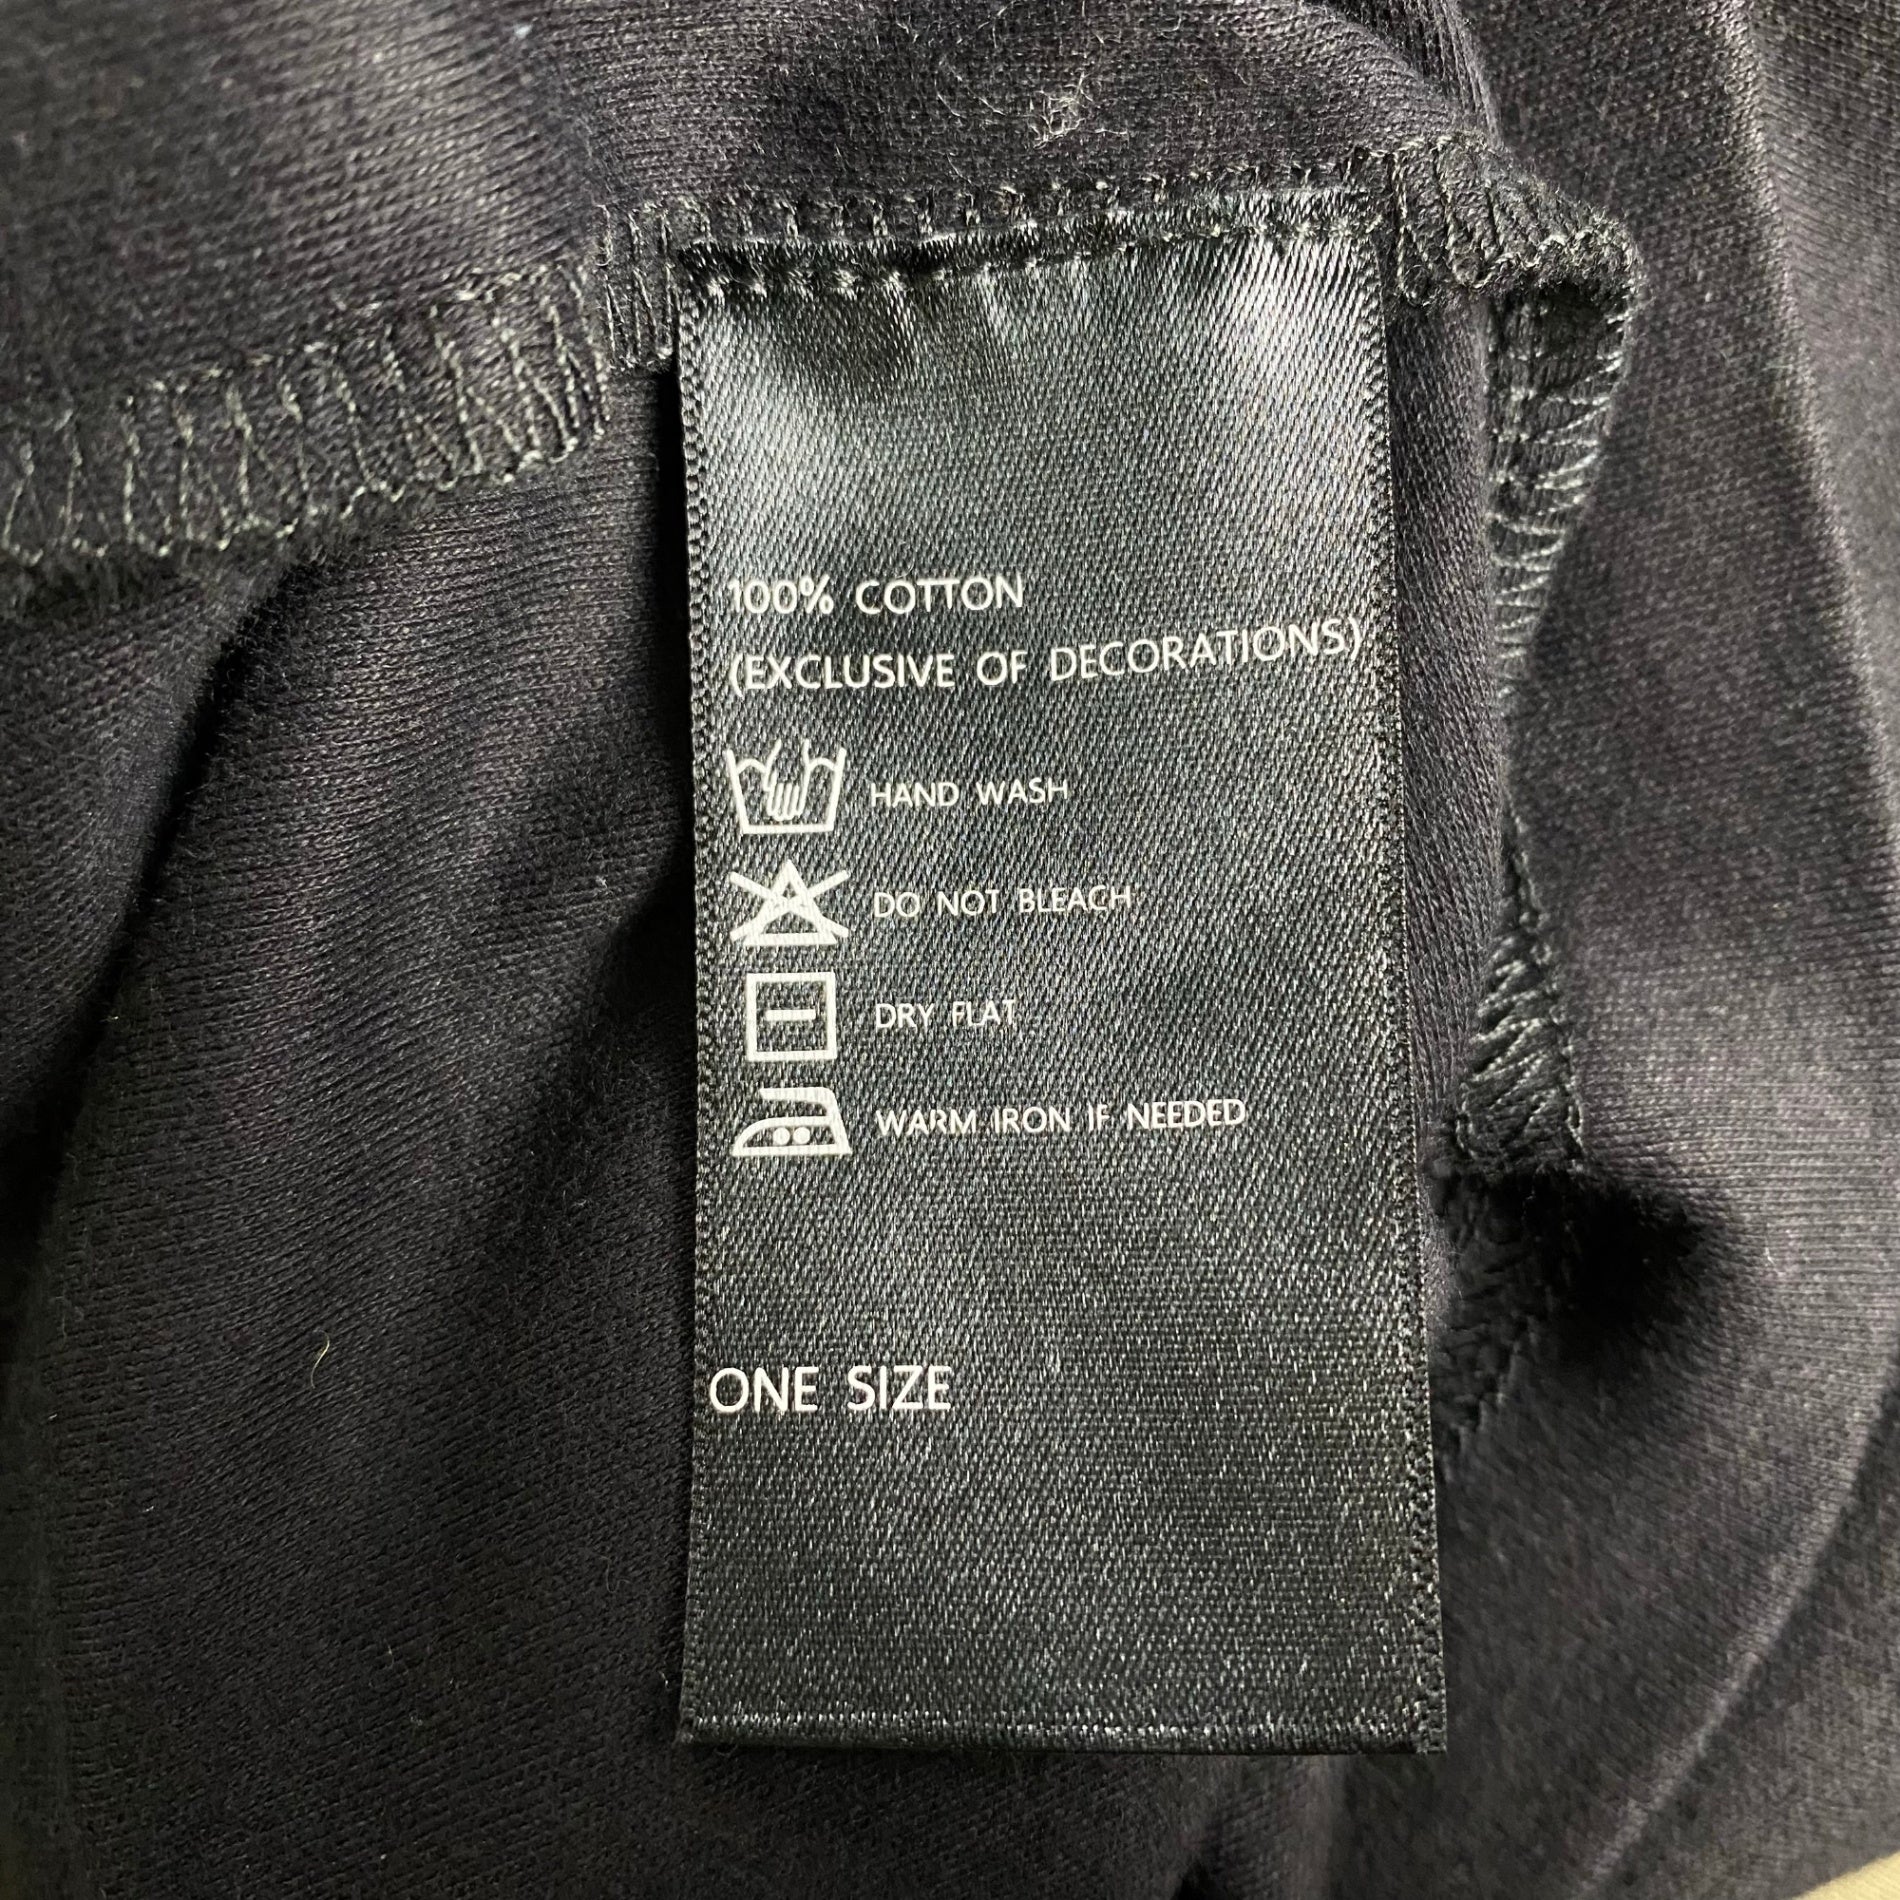 100% COTTON
(EXCLUSIVE OF DECORATIONS)
HAND WASH
DO NOT BLEACH
DRY FLAT
WARM IRON IF NEEDED
ONE SIZE